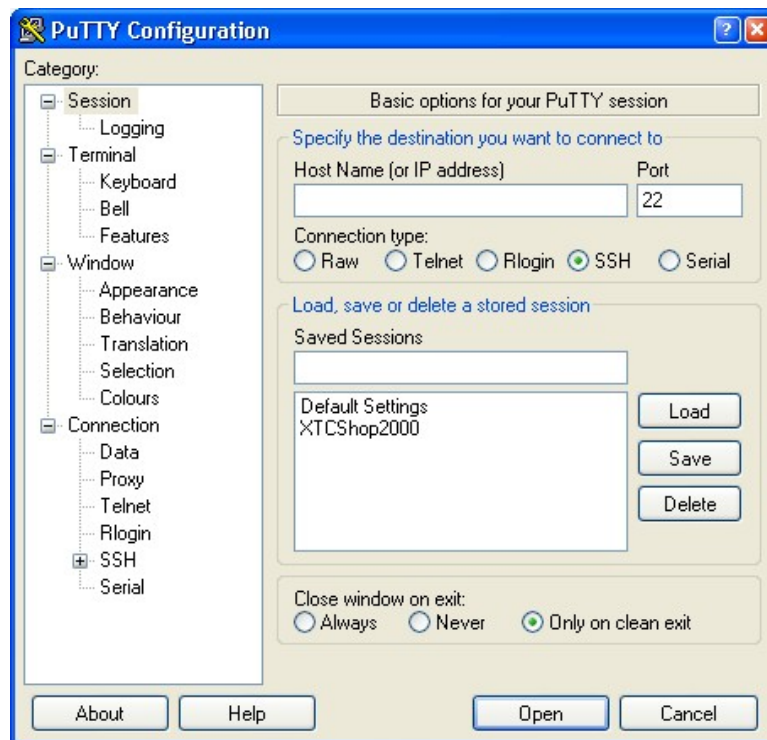 PuTTY Configuration
Category:
Session
Logging
Terminal
Keyboard
Bell
Features
Window
Appearance
Behaviour
Translation
Selection
Colours
Connection
Data
Proxy
Telnet
Rlogin
SSH
Serial
Basic options for your PuTTY session
Specify the destination you want to connect to
Host Name (or IP address) Port
22
Connection type:
Raw Telnet Rlogin SSH Serial
Load, save or delete a stored session
Saved Sessions
Default Settings
XTCShop2000
Load
Save
Delete
Close window on exit:
Always Never Only on clean exit
About Help Open Cancel